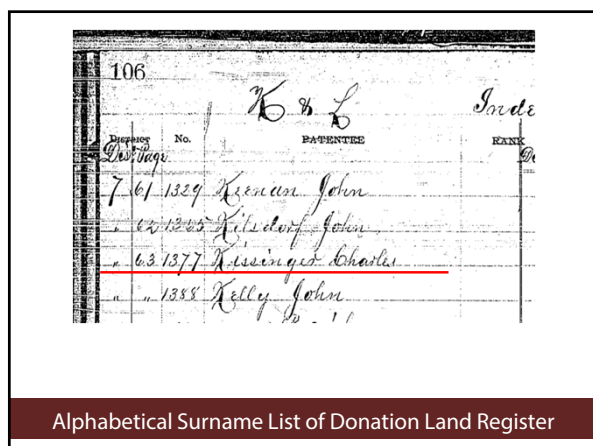 106
K & L Inde
District No. PATENTEE RANK
Dist Page
7 61 1329 Keenan John
" 62 1365 Kilsdorf John
" 63 1377 Kissinger Charles
" " 1388 Kelly John
Alphabetical Surname List of Donation Land Register